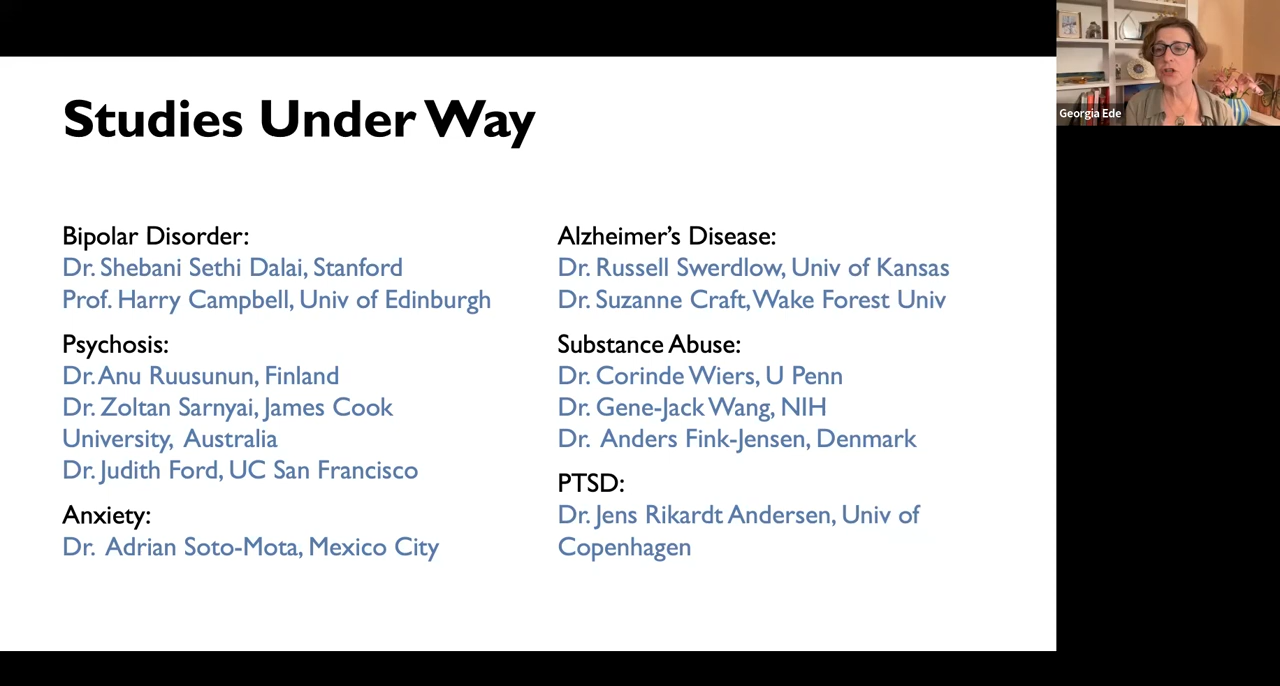 Studies Under Way
Bipolar Disorder:
Dr. Shebani Sethi Dalai, Stanford
Prof. Harry Campbell, Univ of Edinburgh
Psychosis:
Dr. Anu Ruusunun, Finland
Dr. Zoltan Sarnyai, James Cook
University, Australia
Dr. Judith Ford, UC San Francisco
Anxiety:
Dr. Adrian Soto-Mota, Mexico City
Alzheimer's Disease:
Dr. Russell Swerdlow, Univ of Kansas
Dr. Suzanne Craft, Wake Forest Univ
Substance Abuse:
Dr. Corinde Wiers, U Penn
Dr. Gene-Jack Wang, NIH
Dr. Anders Fink-Jensen, Denmark
PTSD:
Dr. Jens Rikardt Andersen, Univ of
Copenhagen
Georgia Ede